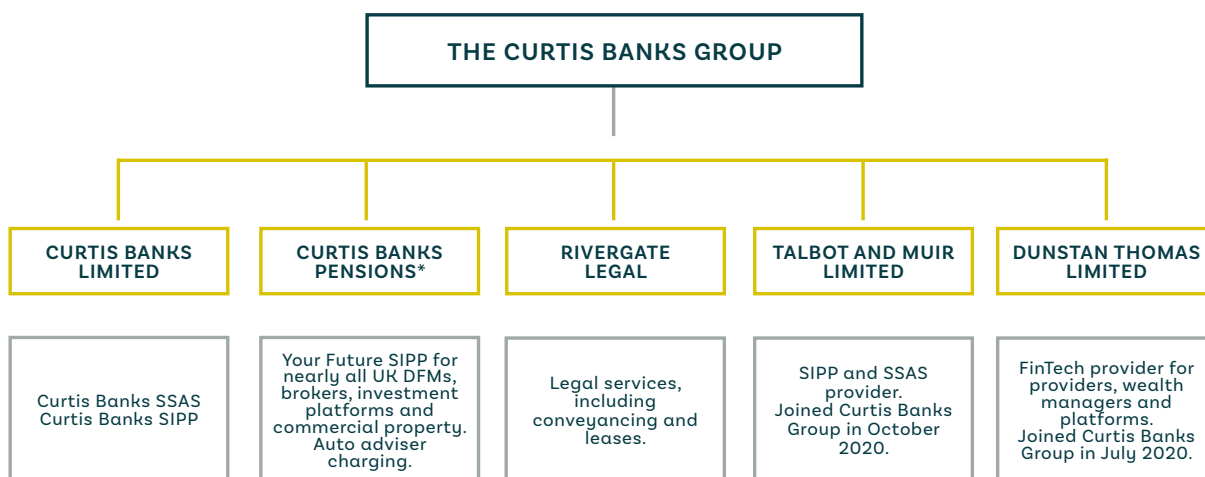 THE CURTIS BANKS GROUP
CURTIS BANKS
LIMITED
CURTIS BANKS
PENSIONS*
RIVERGATE
LEGAL
TALBOT AND MUIR
LIMITED
DUNSTAN THOMAS
LIMITED
Curtis Banks SSAS
Curtis Banks SIPP
Your Future SIPP for
nearly all UK DFMs,
brokers, investment
platforms and
commercial property.
Auto adviser
charging.
Legal services,
including
conveyancing and
leases.
SIPP and SSAS
provider.
Joined Curtis Banks
Group in October
2020.
FinTech provider for
providers, wealth
managers and
platforms.
Joined Curtis Banks
Group in July 2020.